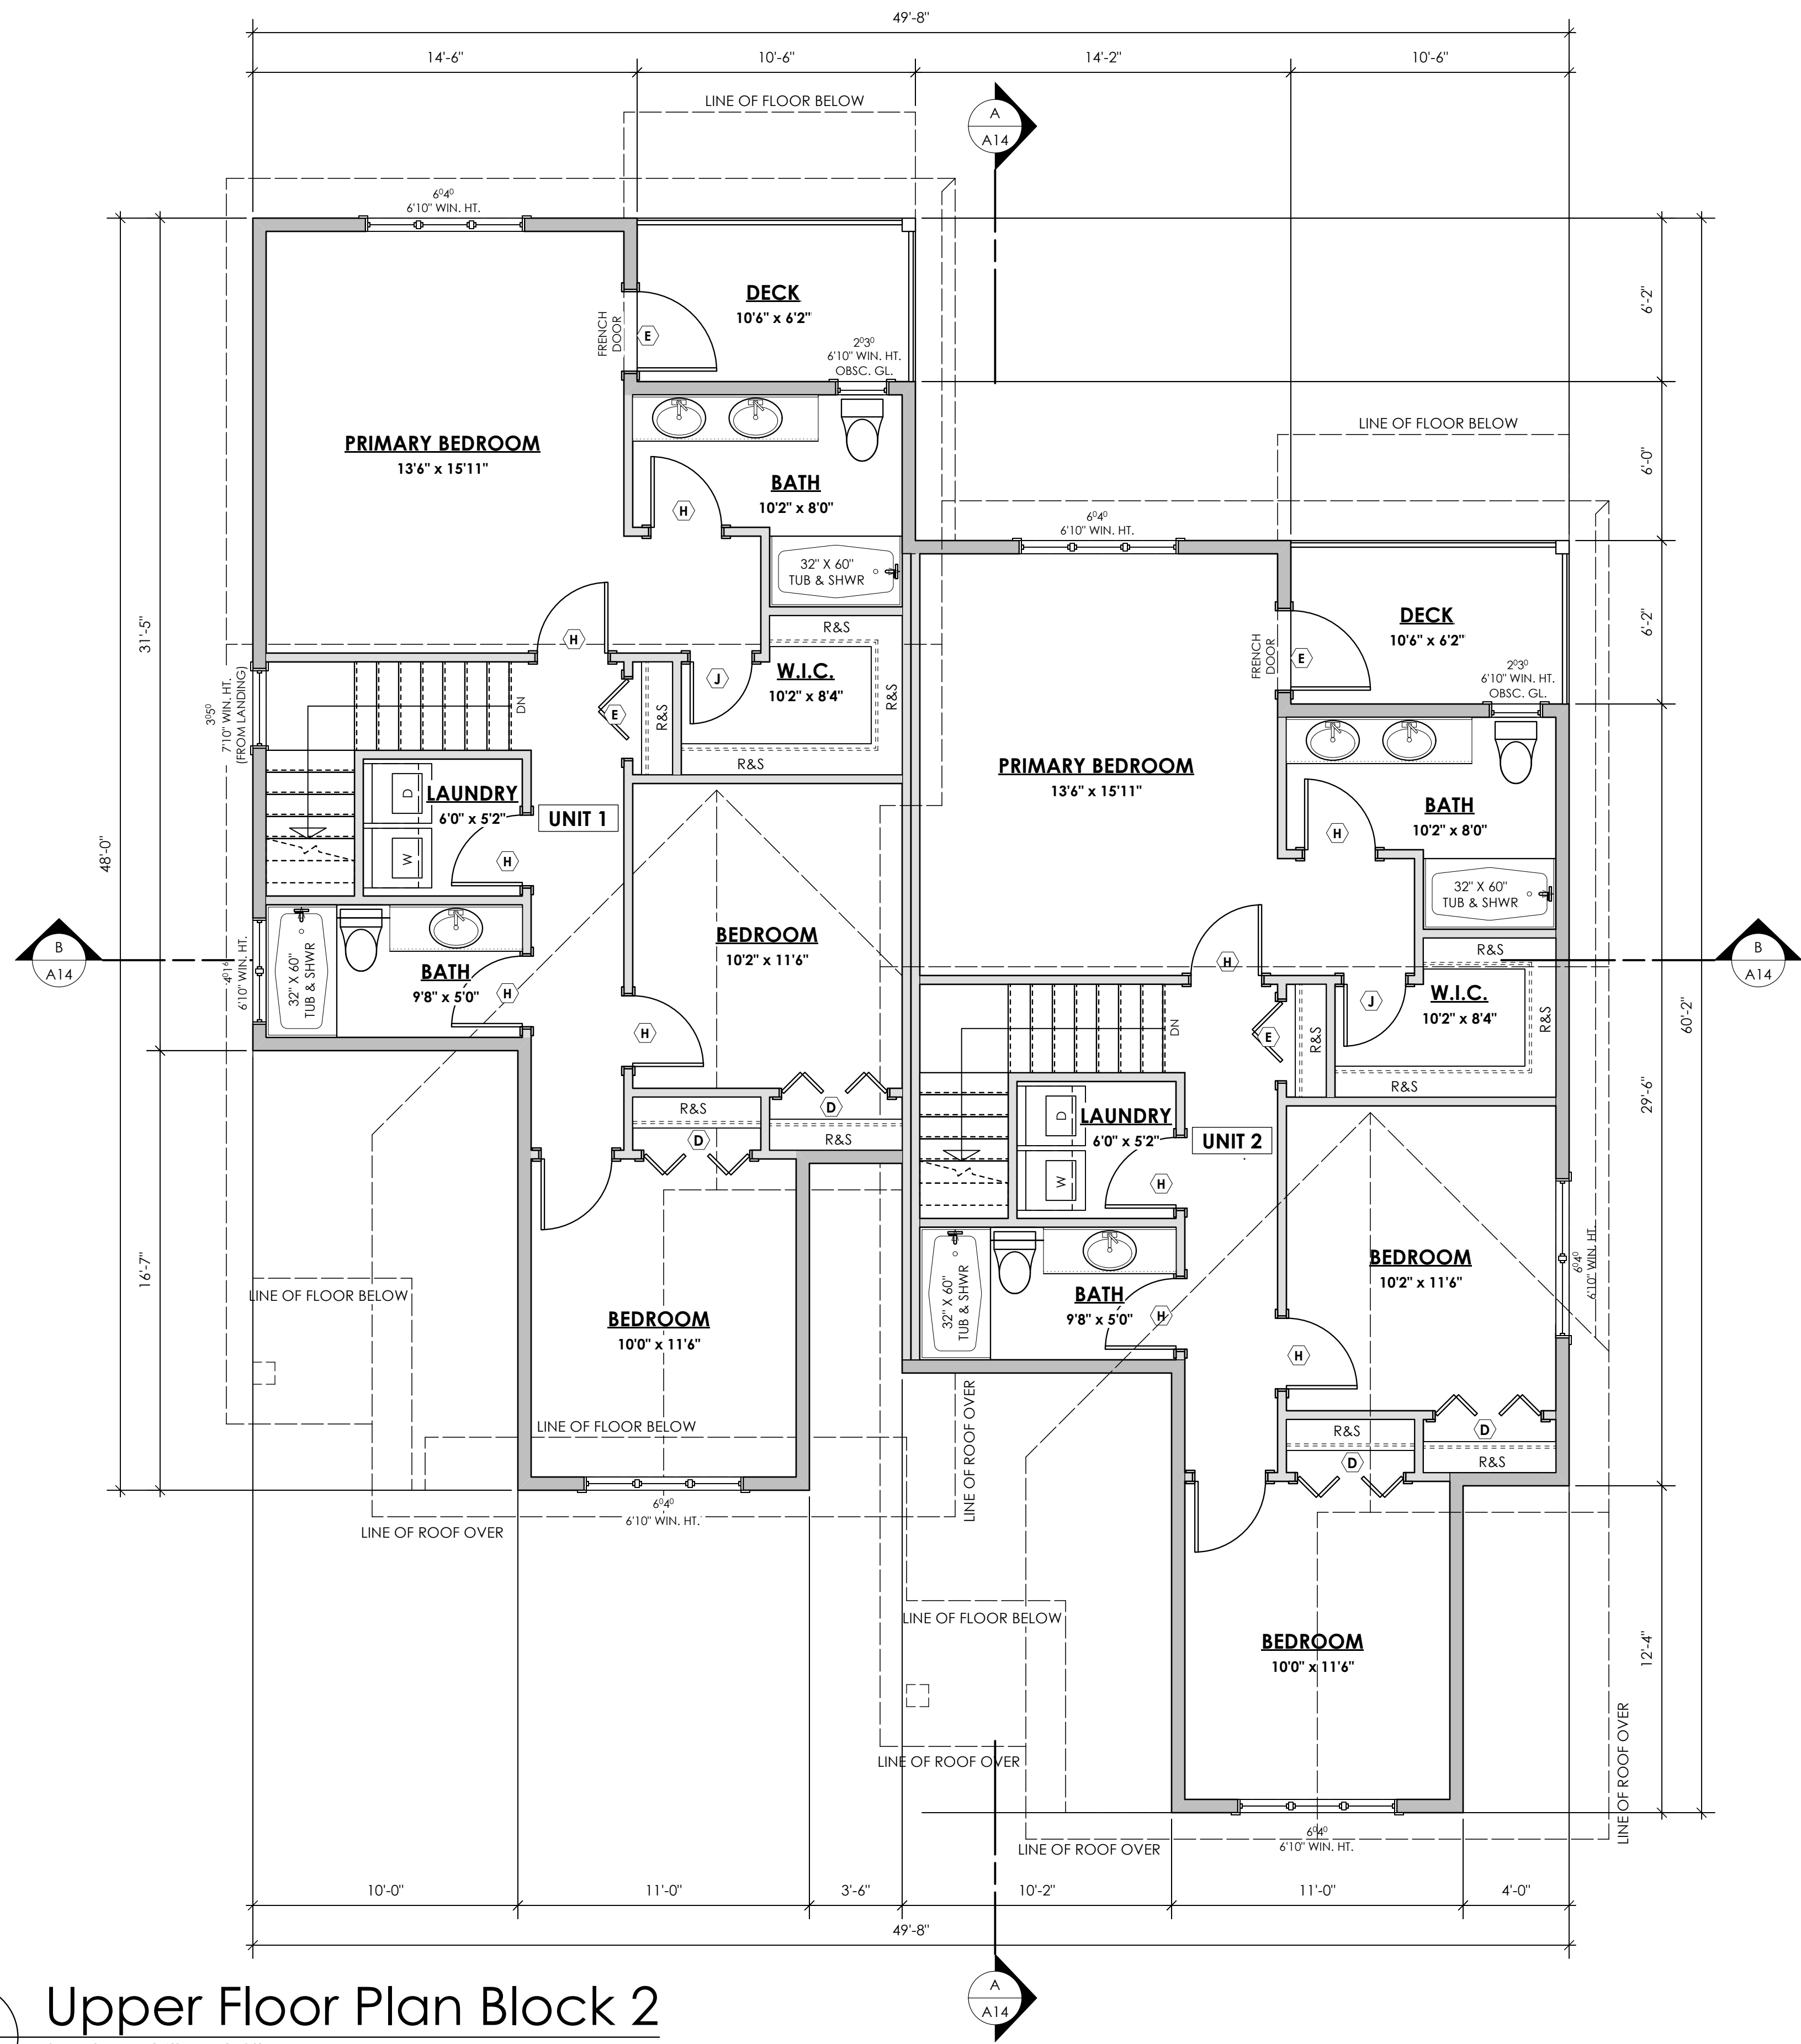 49'-8"
14'-6"
10'-6"
14'-2"
10'-6"
LINE OF FLOOR BELOW
A
A14
6⁰4⁰
6'10" WIN. HT.
DECK
10'6" x 6'2"
FRENCH
DOOR
E
2⁰3⁰
6'10" WIN. HT.
OBSC. GL.
6'-2"
PRIMARY BEDROOM
13'6" x 15'11"
BATH
10'2" x 8'0"
H
32" X 60"
TUB & SHWR
LINE OF FLOOR BELOW
6'-0"
6⁰4⁰
6'10" WIN. HT.
31'-5"
H
R&S
W.I.C.
10'2" x 8'4"
J
R&S
R&S
R&S
E
DN
3⁰5⁰
7'10" WIN. HT.
(FROM LANDING)
DECK
10'6" x 6'2"
FRENCH
DOOR
E
2⁰3⁰
6'10" WIN. HT.
OBSC. GL.
6'-2"
LAUNDRY
6'0" x 5'2"
D
W
H
UNIT 1
48'-0"
PRIMARY BEDROOM
13'6" x 15'11"
BATH
10'2" x 8'0"
H
32" X 60"
TUB & SHWR
B
A14
4⁰1⁶
6'10" WIN. HT.
32" X 60"
TUB & SHWR
BATH
9'8" x 5'0"
H
BEDROOM
10'2" x 11'6"
H
H
R&S
W.I.C.
10'2" x 8'4"
J
R&S
R&S
R&S
E
DN
B
A14
60'-2"
R&S
D
R&S
D
LAUNDRY
6'0" x 5'2"
D
W
H
UNIT 2
29'-6"
16'-7"
LINE OF FLOOR BELOW
BEDROOM
10'0" x 11'6"
32" X 60"
TUB & SHWR
BATH
9'8" x 5'0"
H
BEDROOM
10'2" x 11'6"
H
6⁰4⁰
6'10" WIN. HT.
LINE OF FLOOR BELOW
LINE OF ROOF OVER
R&S
D
R&S
D
6⁰4⁰
6'10" WIN. HT.
LINE OF ROOF OVER
LINE OF FLOOR BELOW
BEDROOM
10'0" x 11'6"
12'-4"
LINE OF ROOF OVER
LINE OF ROOF OVER
6⁰4⁰
6'10" WIN. HT.
LINE OF ROOF OVER
10'-0"
11'-0"
3'-6"
10'-2"
11'-0"
4'-0"
49'-8"
A
A14
Upper Floor Plan Block 2